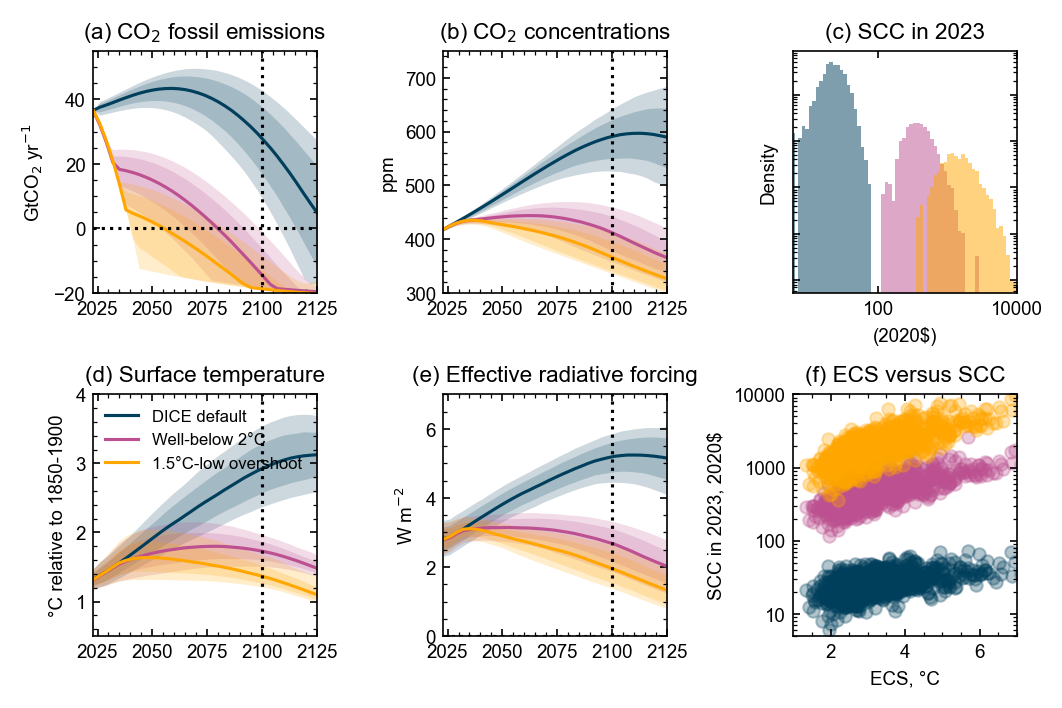 (a) CO₂ fossil emissions
(b) CO₂ concentrations
(c) SCC in 2023
GtCO₂ yr⁻¹
40
20
0
−20
2025 2050 2075 2100 2125
ppm
700
600
500
400
300
2025 2050 2075 2100 2125
Density
100 10000
(2020$)
(d) Surface temperature
(e) Effective radiative forcing
(f) ECS versus SCC
°C relative to 1850-1900
4
3
2
1
DICE default
Well-below 2°C
1.5°C-low overshoot
2025 2050 2075 2100 2125
W m⁻²
6
4
2
0
2025 2050 2075 2100 2125
SCC in 2023, 2020$
10000
1000
100
10
2 4 6
ECS, °C